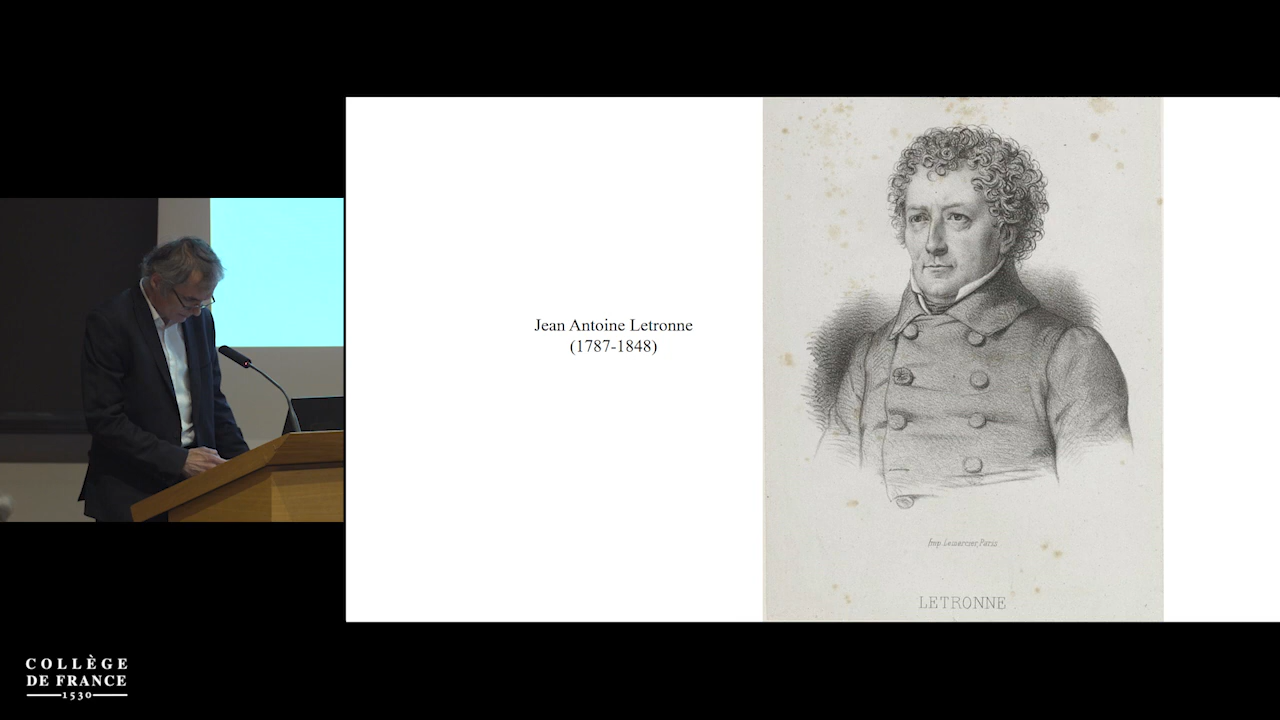 Jean Antoine Letronne
(1787-1848)
Imp. Lemercier, Paris
LETRONNE
COLLÈGE
DE FRANCE
1530